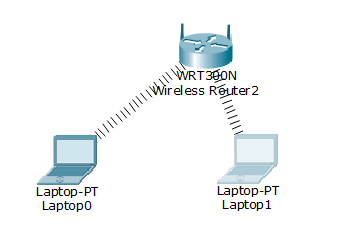 WRT300N
Wireless Router2
Laptop-PT
Laptop0
Laptop-PT
Laptop1